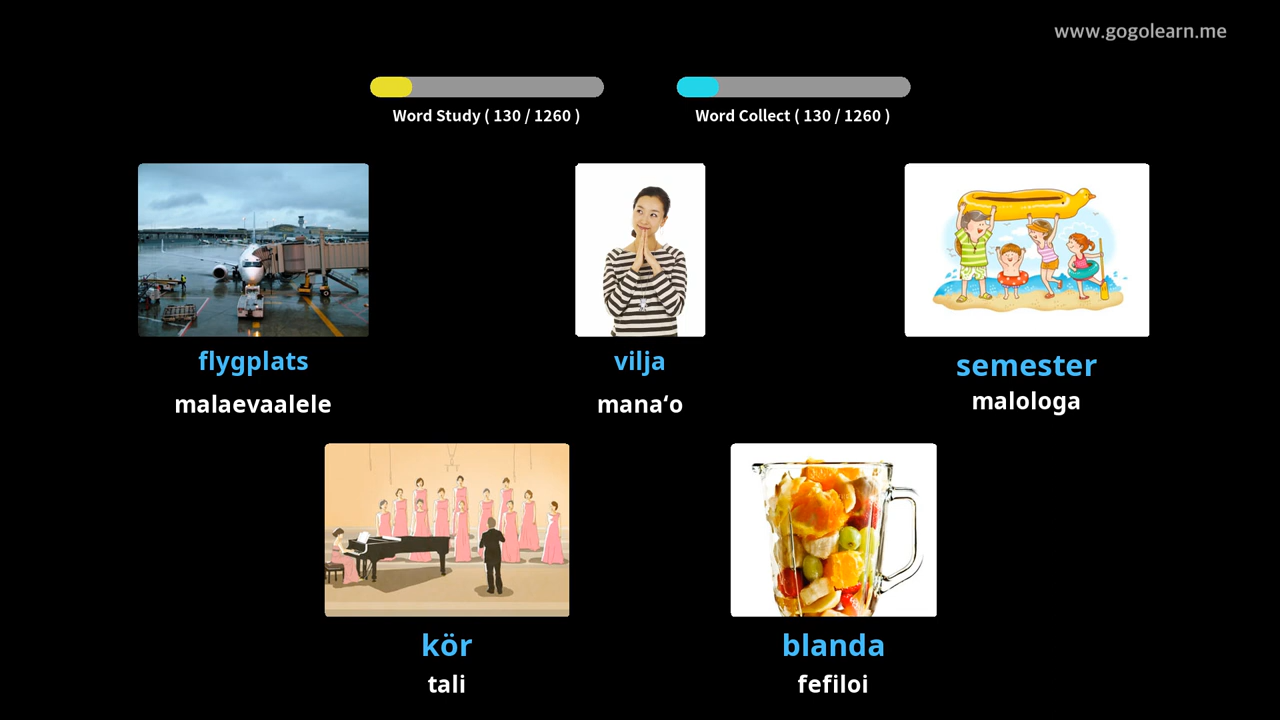 www.gogolearn.me
Word Study ( 130 / 1260 )
Word Collect ( 130 / 1260 )
flygplats
malaevaalele
vilja
manaʻo
semester
malologa
kör
tali
blanda
fefiloi